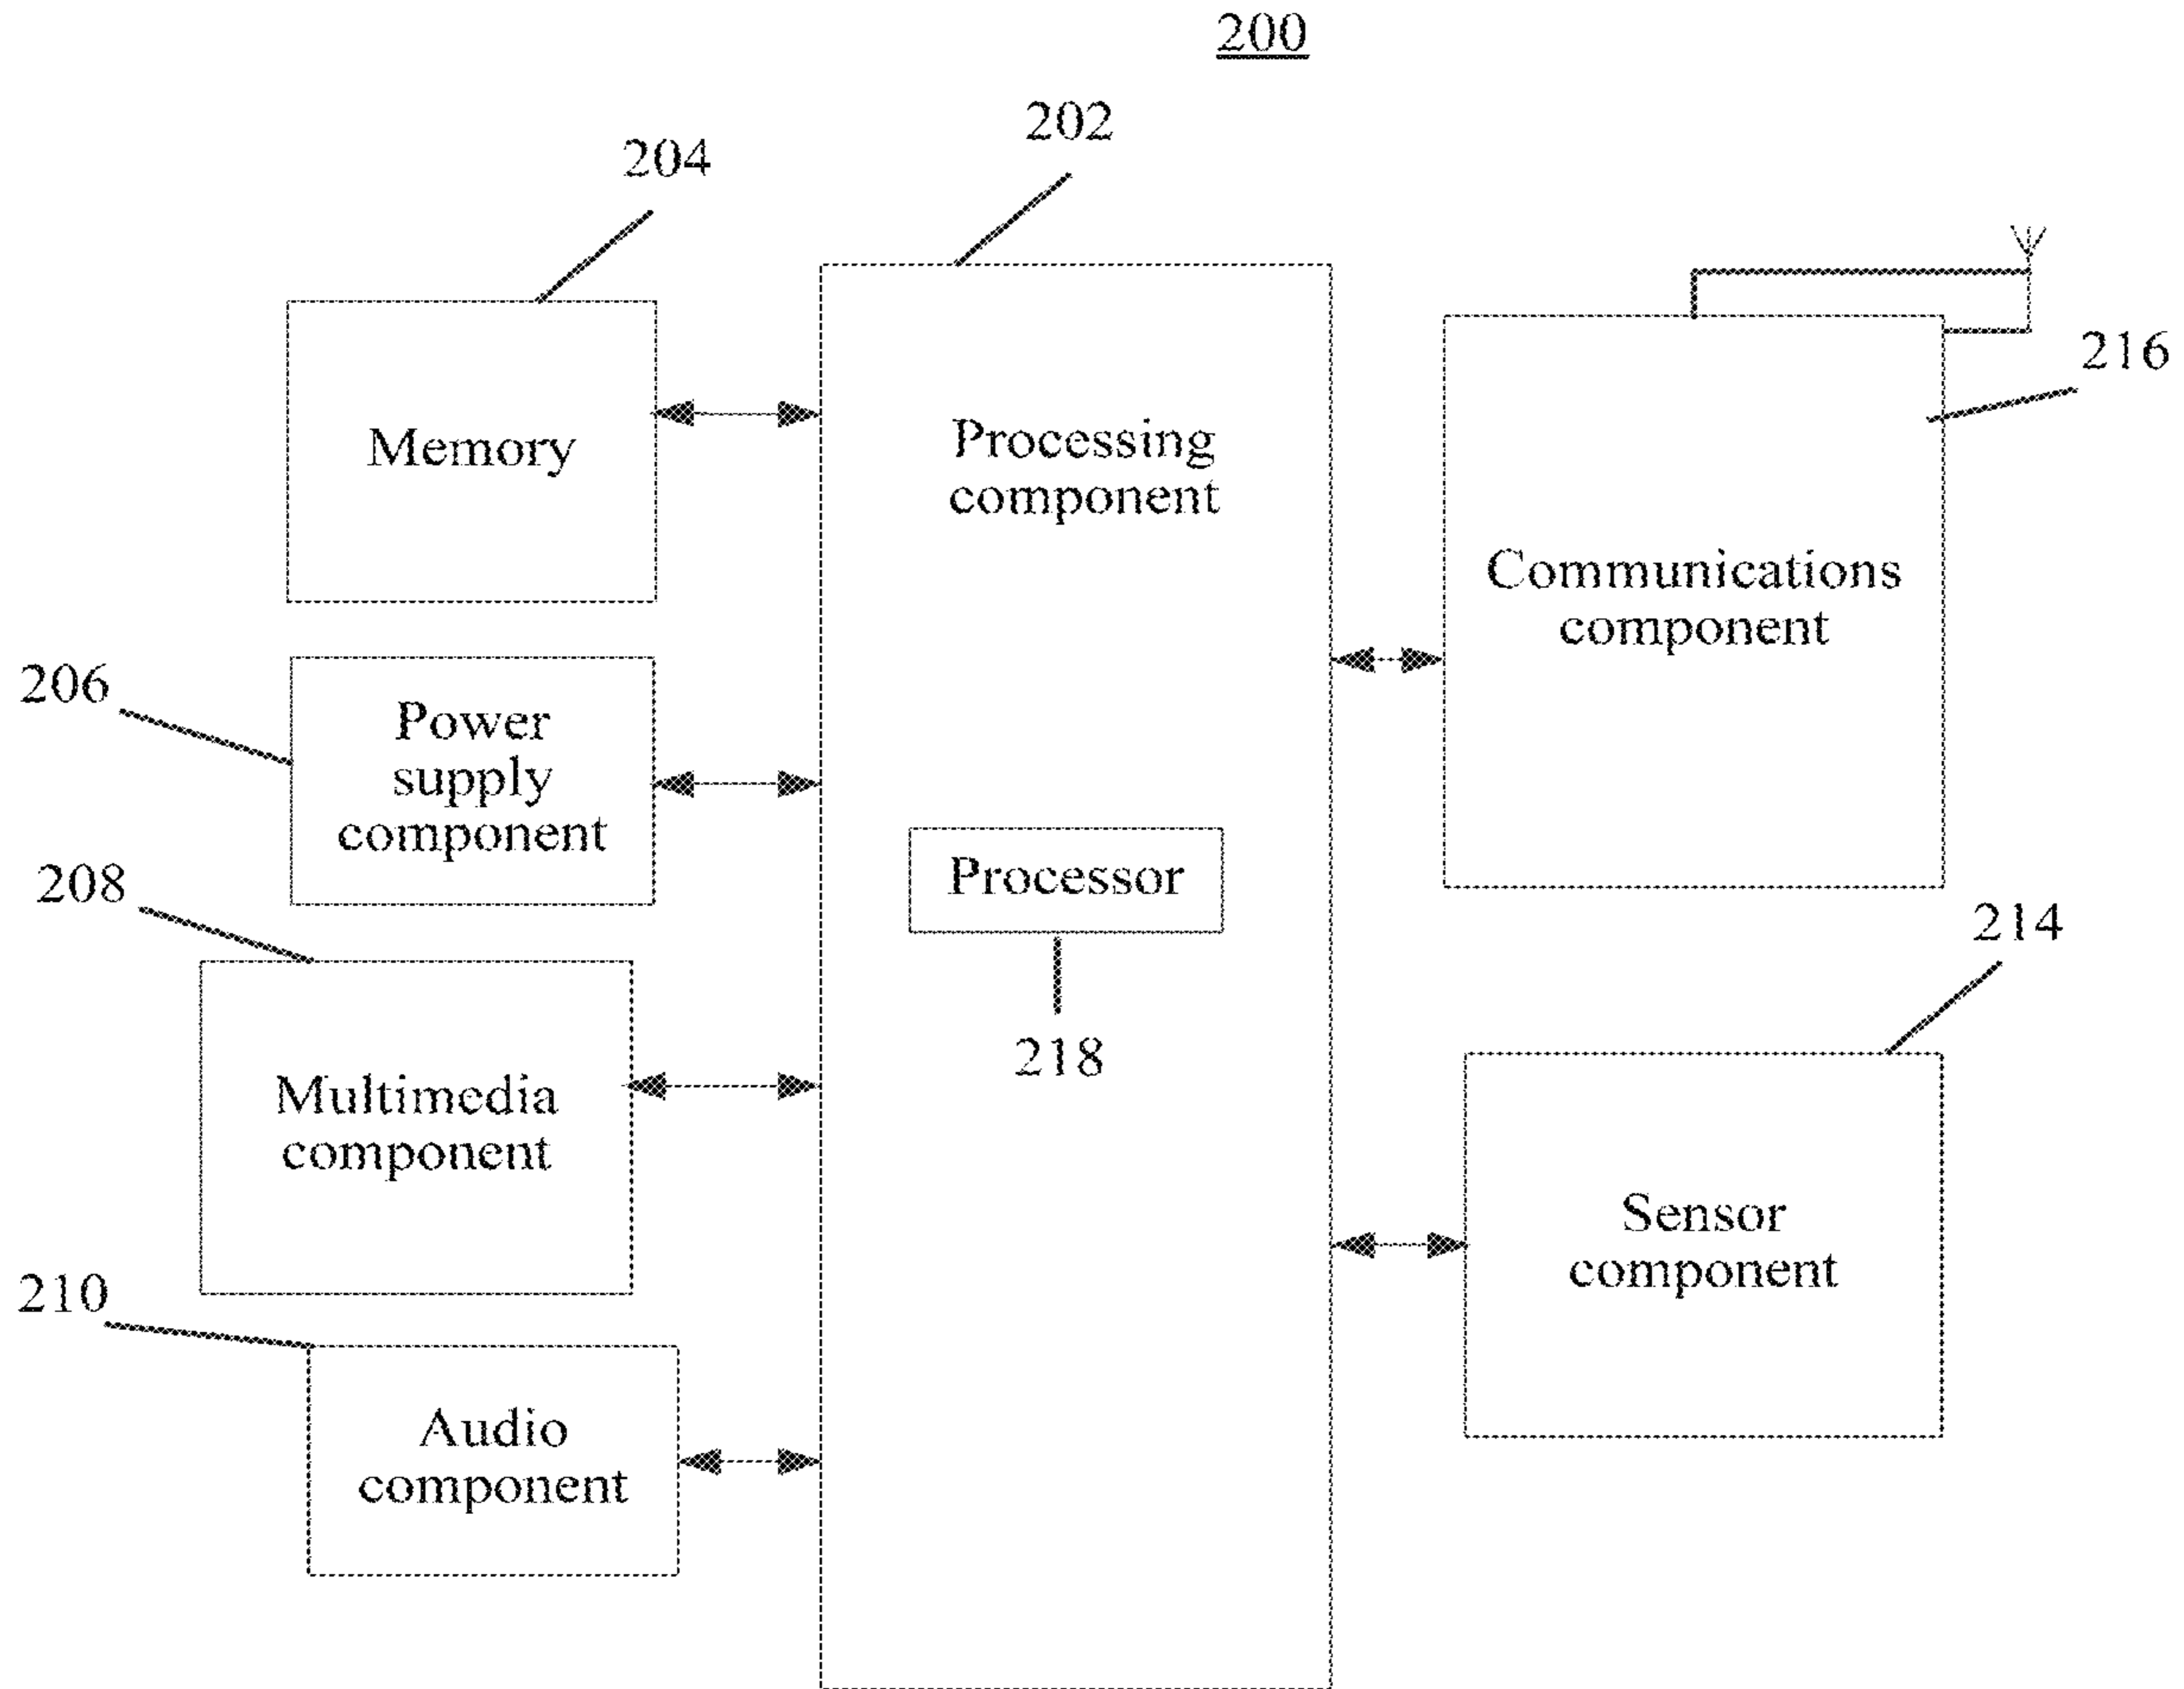 200
202
204
Memory
Processing
component
216
Communications
component
206
Power
supply
component
208
Processor
218
214
Multimedia
component
Sensor
component
210
Audio
component